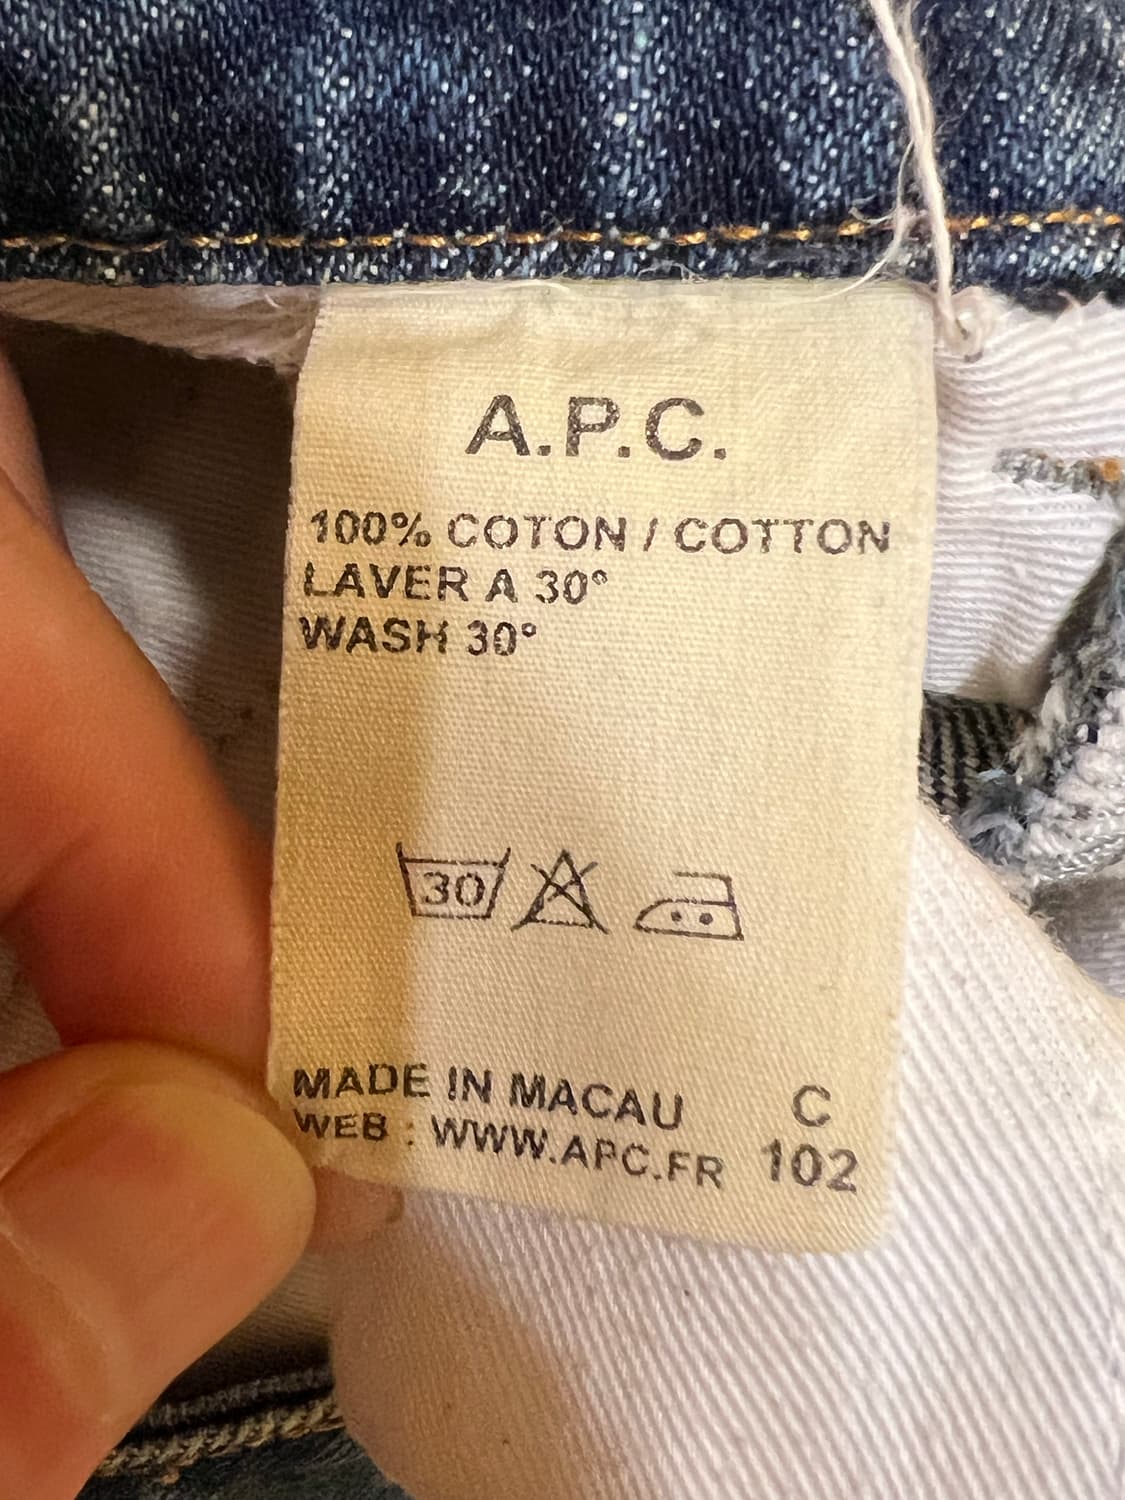 A.P.C.
100% COTON / COTTON
LAVER A 30°
WASH 30°
30
MADE IN MACAU C
WEB : WWW.APC.FR 102